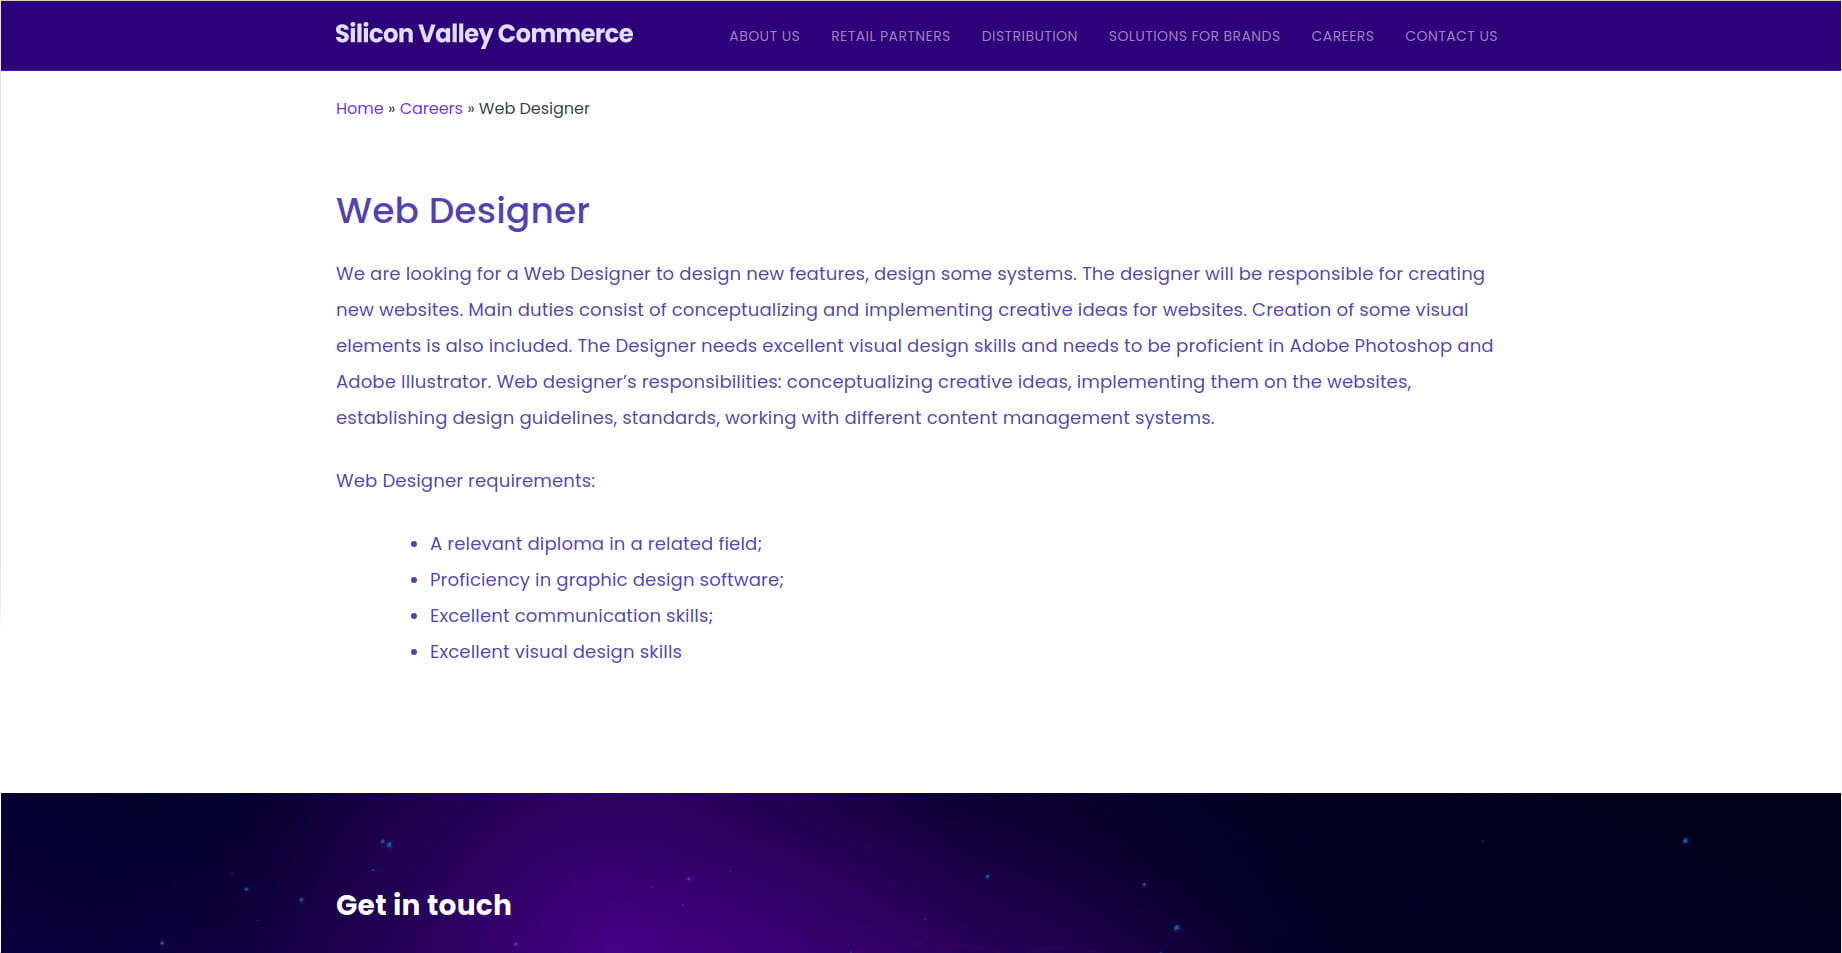 Silicon Valley Commerce
ABOUT US
RETAIL PARTNERS
DISTRIBUTION
SOLUTIONS FOR BRANDS
CAREERS
CONTACT US
Home » Careers » Web Designer
Web Designer
We are looking for a Web Designer to design new features, design some systems. The designer will be responsible for creating
new websites. Main duties consist of conceptualizing and implementing creative ideas for websites. Creation of some visual
elements is also included. The Designer needs excellent visual design skills and needs to be proficient in Adobe Photoshop and
Adobe Illustrator. Web designer’s responsibilities: conceptualizing creative ideas, implementing them on the websites,
establishing design guidelines, standards, working with different content management systems.
Web Designer requirements:
• A relevant diploma in a related field;
• Proficiency in graphic design software;
• Excellent communication skills;
• Excellent visual design skills
Get in touch